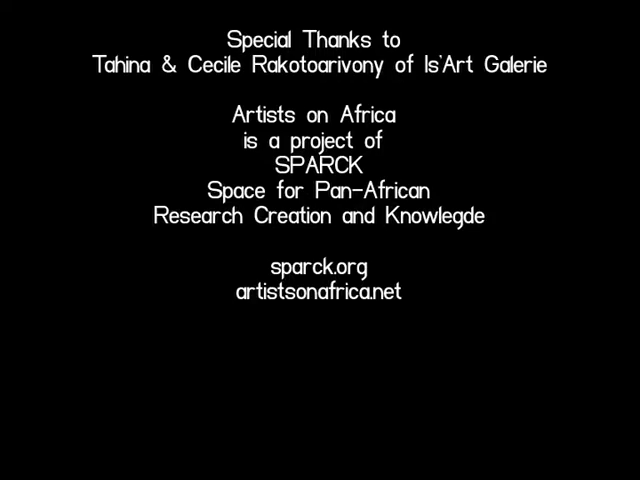 Special Thanks to
Tahina & Cecile Rakotoarivony of Is'Art Galerie
Artists on Africa
is a project of
SPARCK
Space for Pan-African
Research Creation and Knowlegde
sparck.org
artistsonafrica.net